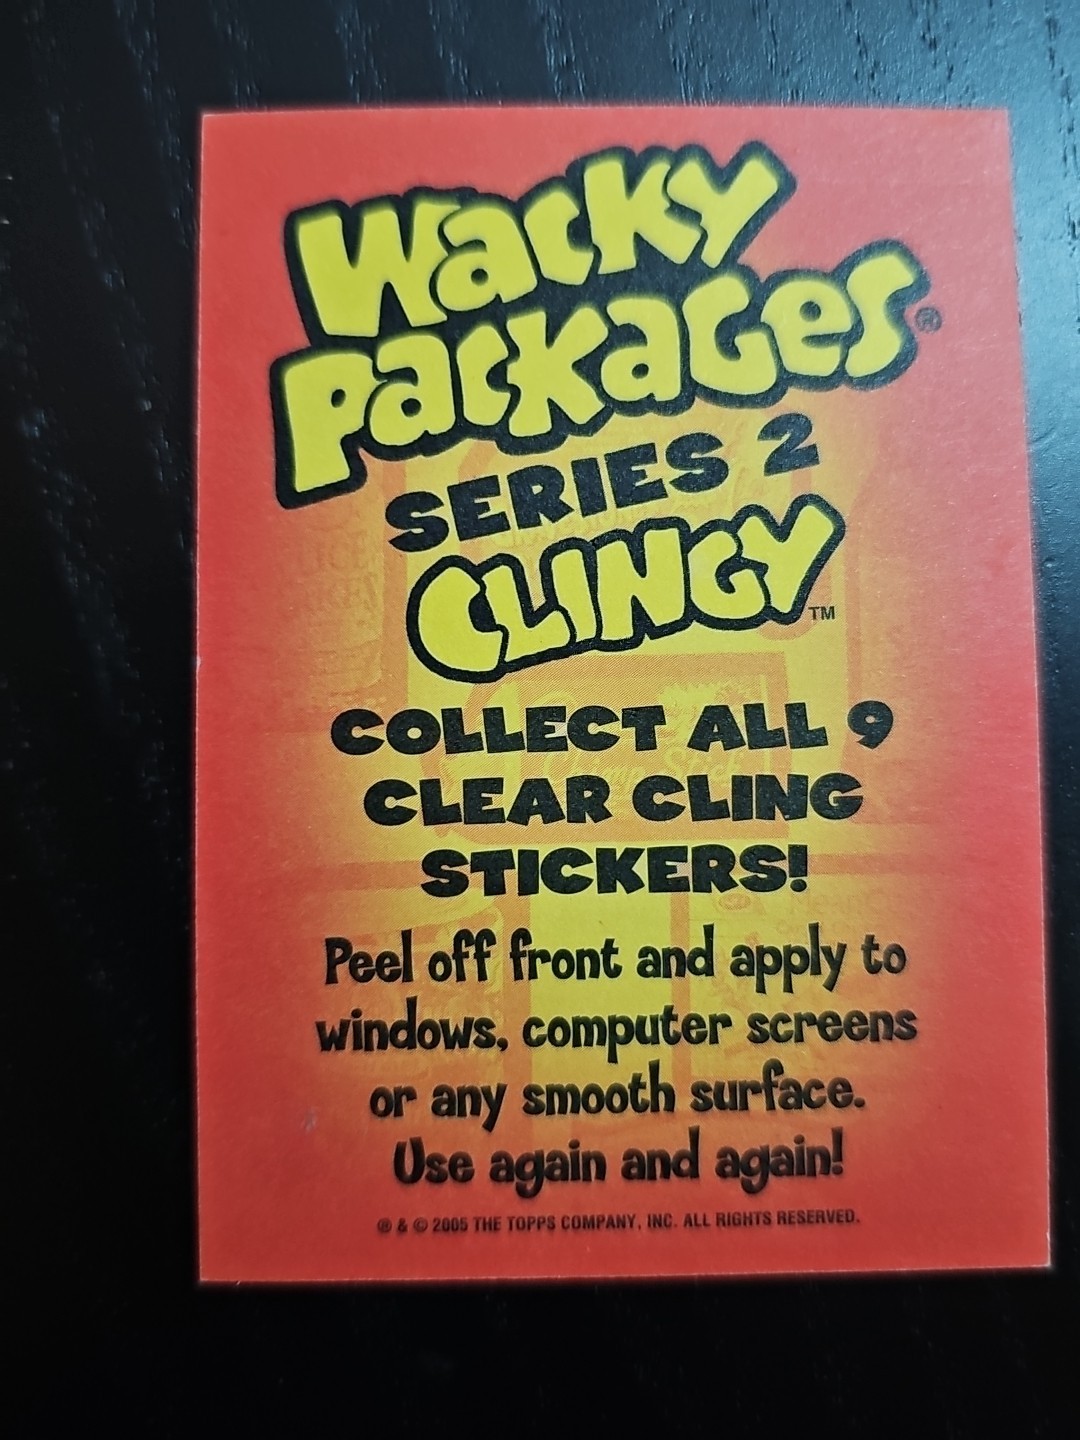 Wacky
Packages®
SERIES 2
CLINGY™
COLLECT ALL 9
CLEAR CLING
STICKERS!
Peel off front and apply to
windows, computer screens
or any smooth surface.
Use again and again!
® & © 2005 THE TOPPS COMPANY, INC. ALL RIGHTS RESERVED.